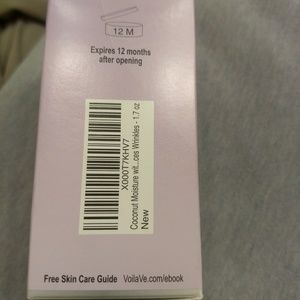 12 M
Expires 12 months
after opening
X000T7KHV7
Coconut Moisture wit...ces Wrinkles - 1.7 oz
New
Free Skin Care Guide VoilaVe.com/ebook